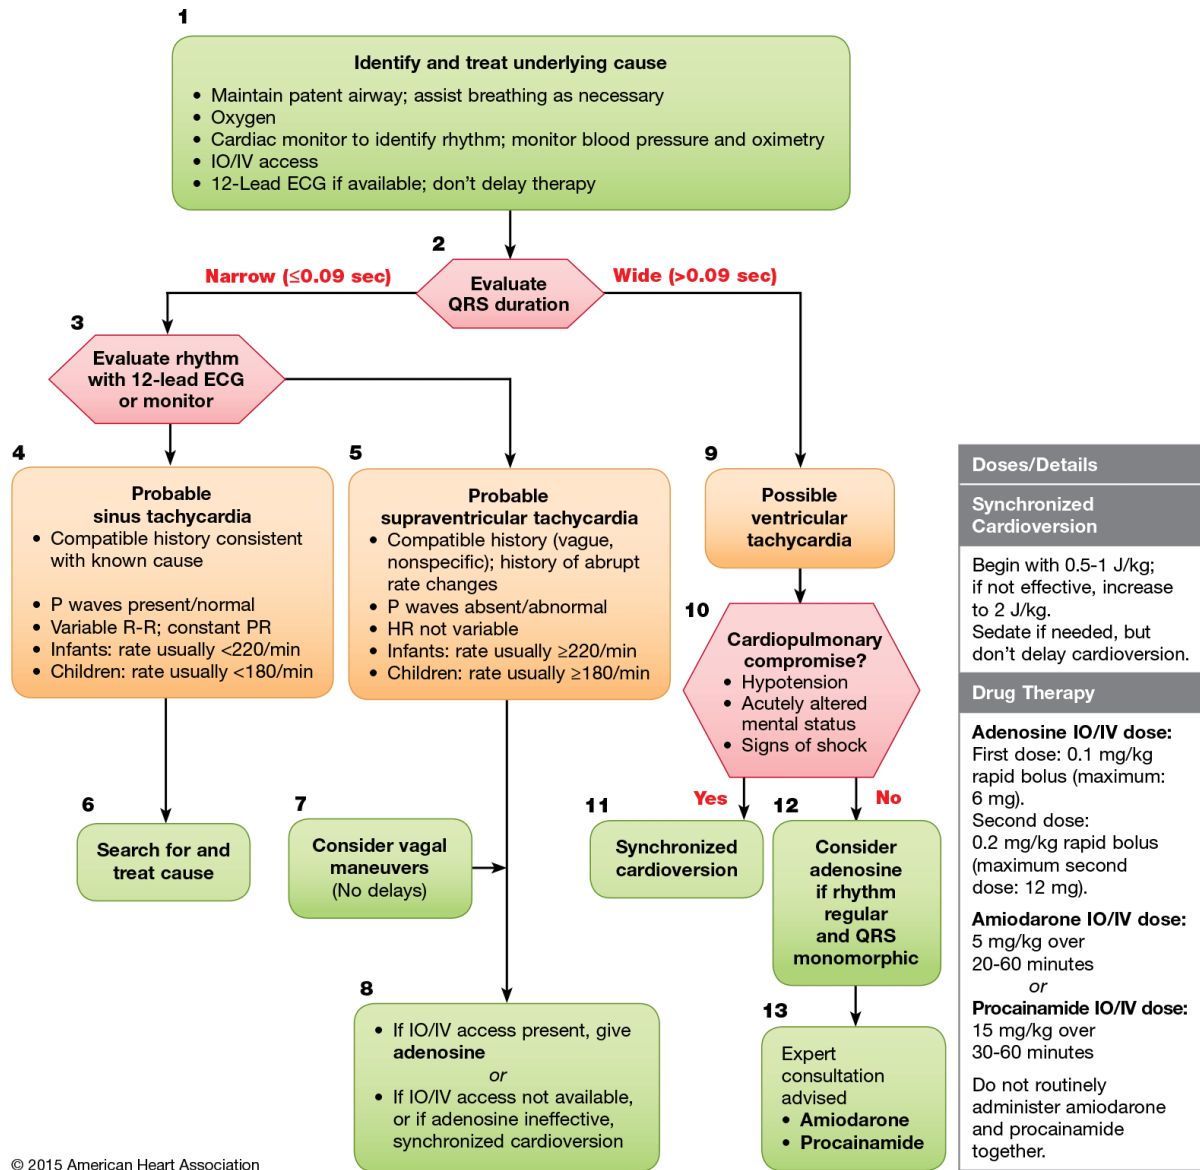 1
Identify and treat underlying cause
• Maintain patent airway; assist breathing as necessary
• Oxygen
• Cardiac monitor to identify rhythm; monitor blood pressure and oximetry
• IO/IV access
• 12-Lead ECG if available; don’t delay therapy
2
Narrow (≤0.09 sec)
Evaluate
QRS duration
Wide (>0.09 sec)
3
Evaluate rhythm
with 12-lead ECG
or monitor
4
Probable
sinus tachycardia
• Compatible history consistent
with known cause
• P waves present/normal
• Variable R-R; constant PR
• Infants: rate usually <220/min
• Children: rate usually <180/min
5
Probable
supraventricular tachycardia
• Compatible history (vague,
nonspecific); history of abrupt
rate changes
• P waves absent/abnormal
• HR not variable
• Infants: rate usually ≥220/min
• Children: rate usually ≥180/min
9
Possible
ventricular
tachycardia
10
Cardiopulmonary
compromise?
• Hypotension
• Acutely altered
mental status
• Signs of shock
Yes
No
6
Search for and
treat cause
7
Consider vagal
maneuvers
(No delays)
11
Synchronized
cardioversion
12
Consider
adenosine
if rhythm
regular
and QRS
monomorphic
8
• If IO/IV access present, give
adenosine
or
• If IO/IV access not available,
or if adenosine ineffective,
synchronized cardioversion
13
Expert
consultation
advised
• Amiodarone
• Procainamide
Doses/Details
Synchronized
Cardioversion
Begin with 0.5-1 J/kg;
if not effective, increase
to 2 J/kg.
Sedate if needed, but
don’t delay cardioversion.
Drug Therapy
Adenosine IO/IV dose:
First dose: 0.1 mg/kg
rapid bolus (maximum:
6 mg).
Second dose:
0.2 mg/kg rapid bolus
(maximum second
dose: 12 mg).
Amiodarone IO/IV dose:
5 mg/kg over
20-60 minutes
or
Procainamide IO/IV dose:
15 mg/kg over
30-60 minutes
Do not routinely
administer amiodarone
and procainamide
together.
© 2015 American Heart Association